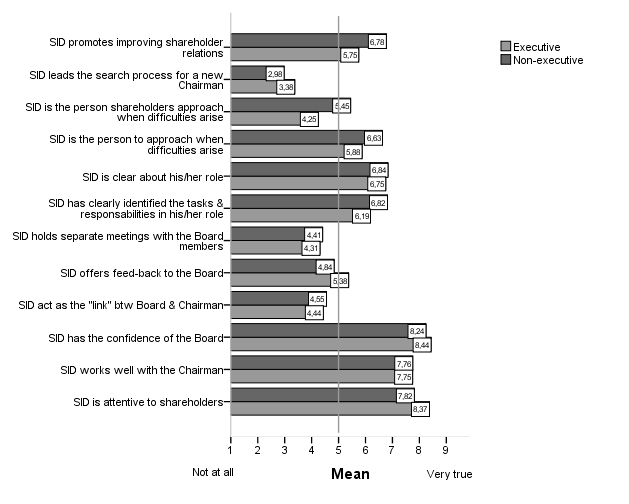 Executive
Non-executive
SID promotes improving shareholder
relations
6,78
5,75
SID leads the search process for a new
Chairman
2,98
3,38
SID is the person shareholders approach
when difficulties arise
5,45
4,25
SID is the person to approach when
difficulties arise
6,63
5,88
SID is clear about his/her role
6,84
6,75
SID has clearly identified the tasks &
responsabilities in his/her role
6,82
6,19
SID holds separate meetings with the Board
members
4,41
4,31
SID offers feed-back to the Board
4,84
5,38
SID act as the "link" btw Board & Chairman
4,55
4,44
SID has the confidence of the Board
8,24
8,44
SID works well with the Chairman
7,76
7,75
SID is attentive to shareholders
7,82
8,37
1 2 3 4 5 6 7 8 9
Not at all Mean Very true